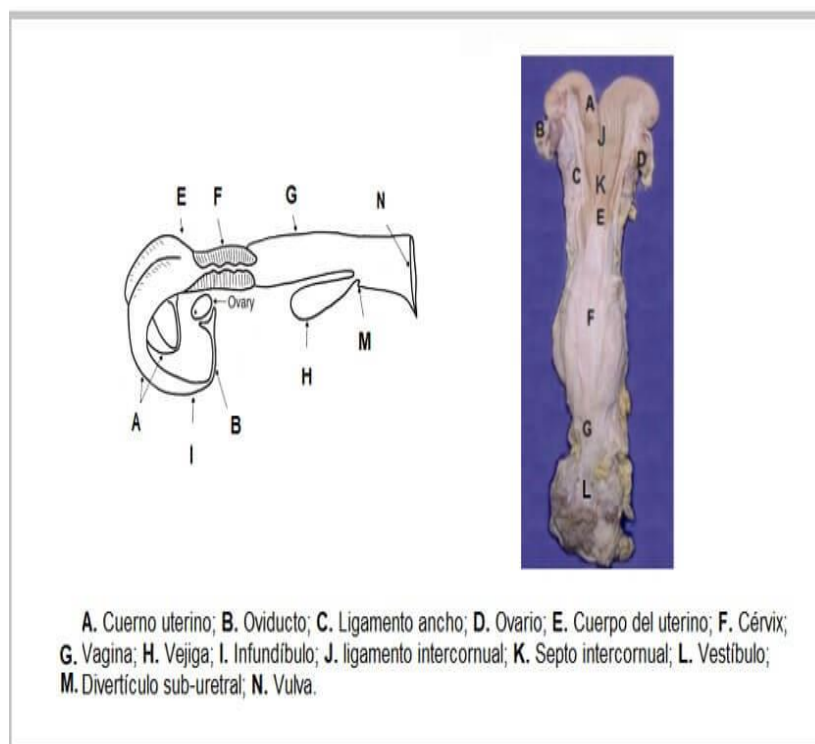 A
B
J
C
D
K
E
F
G
L
E
F
G
N
Ovary
A
B
I
H
M
A. Cuerno uterino; B. Oviducto; C. Ligamento ancho; D. Ovario; E. Cuerpo del uterino; F. Cérvix;
G. Vagina; H. Vejiga; I. Infundíbulo; J. ligamento intercornual; K. Septo intercornual; L. Vestíbulo;
M. Divertículo sub-uretral; N. Vulva.